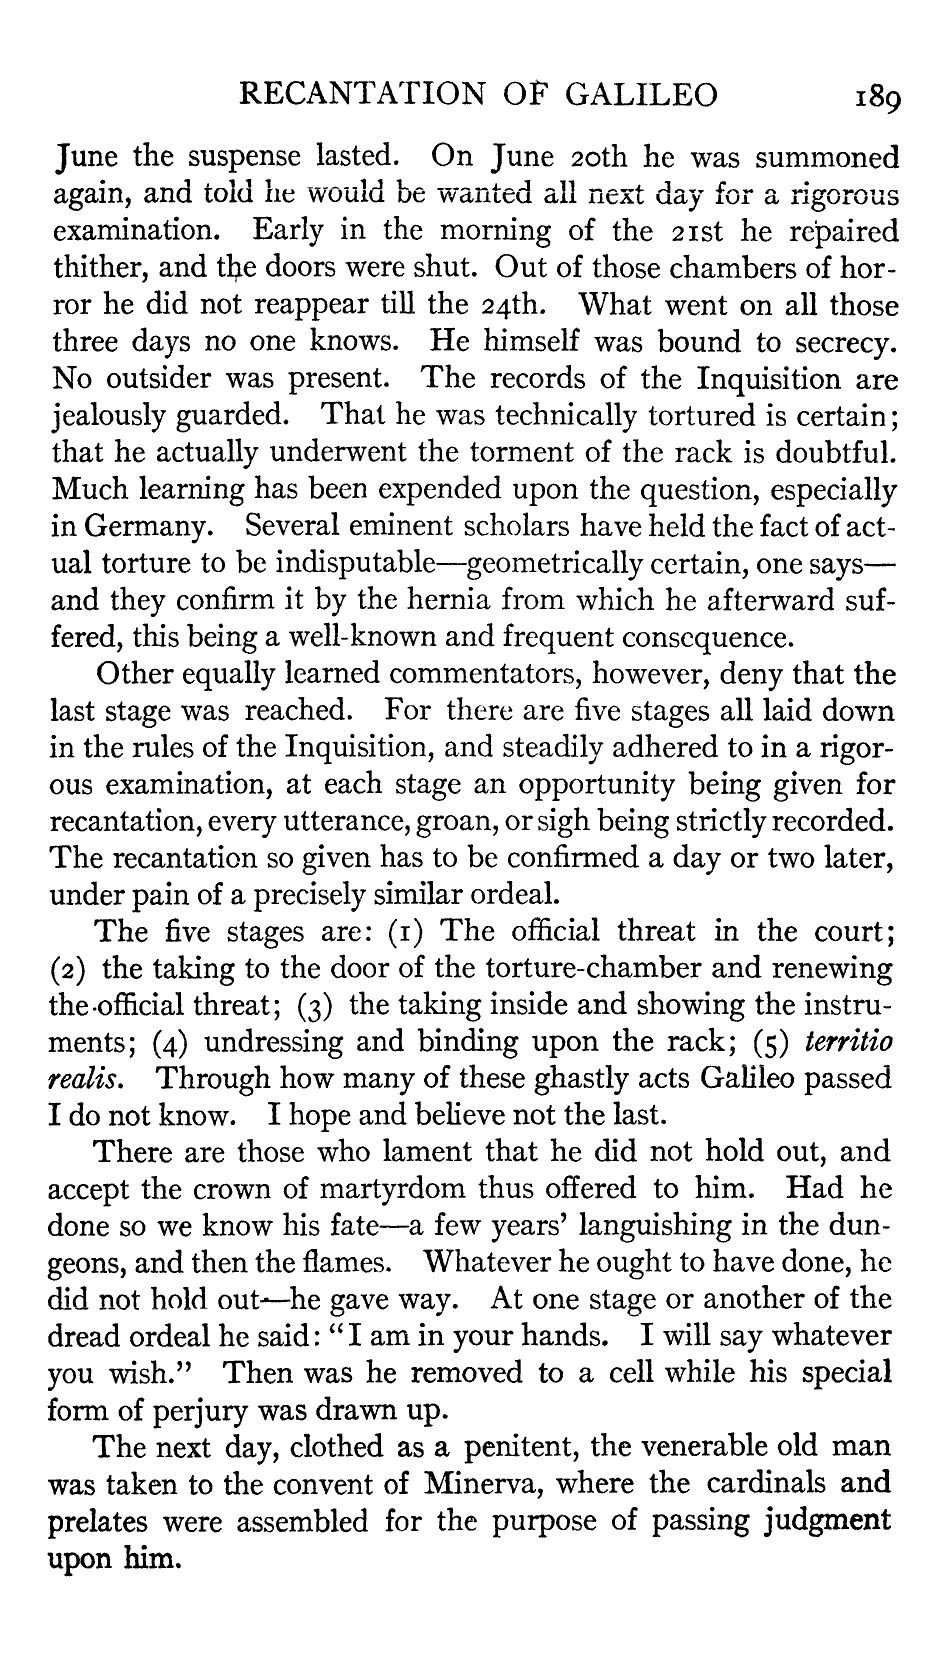 RECANTATION OF GALILEO 189
June the suspense lasted. On June 20th he was summoned
again, and told he would be wanted all next day for a rigorous
examination. Early in the morning of the 21st he repaired
thither, and the doors were shut. Out of those chambers of hor-
ror he did not reappear till the 24th. What went on all those
three days no one knows. He himself was bound to secrecy.
No outsider was present. The records of the Inquisition are
jealously guarded. That he was technically tortured is certain;
that he actually underwent the torment of the rack is doubtful.
Much learning has been expended upon the question, especially
in Germany. Several eminent scholars have held the fact of act-
ual torture to be indisputable—geometrically certain, one says—
and they confirm it by the hernia from which he afterward suf-
fered, this being a well-known and frequent consequence.
Other equally learned commentators, however, deny that the
last stage was reached. For there are five stages all laid down
in the rules of the Inquisition, and steadily adhered to in a rigor-
ous examination, at each stage an opportunity being given for
recantation, every utterance, groan, or sigh being strictly recorded.
The recantation so given has to be confirmed a day or two later,
under pain of a precisely similar ordeal.
The five stages are: (1) The official threat in the court;
(2) the taking to the door of the torture-chamber and renewing
the official threat; (3) the taking inside and showing the instru-
ments; (4) undressing and binding upon the rack; (5) territio
realis. Through how many of these ghastly acts Galileo passed
I do not know. I hope and believe not the last.
There are those who lament that he did not hold out, and
accept the crown of martyrdom thus offered to him. Had he
done so we know his fate—a few years' languishing in the dun-
geons, and then the flames. Whatever he ought to have done, he
did not hold out—he gave way. At one stage or another of the
dread ordeal he said: "I am in your hands. I will say whatever
you wish." Then was he removed to a cell while his special
form of perjury was drawn up.
The next day, clothed as a penitent, the venerable old man
was taken to the convent of Minerva, where the cardinals and
prelates were assembled for the purpose of passing judgment
upon him.